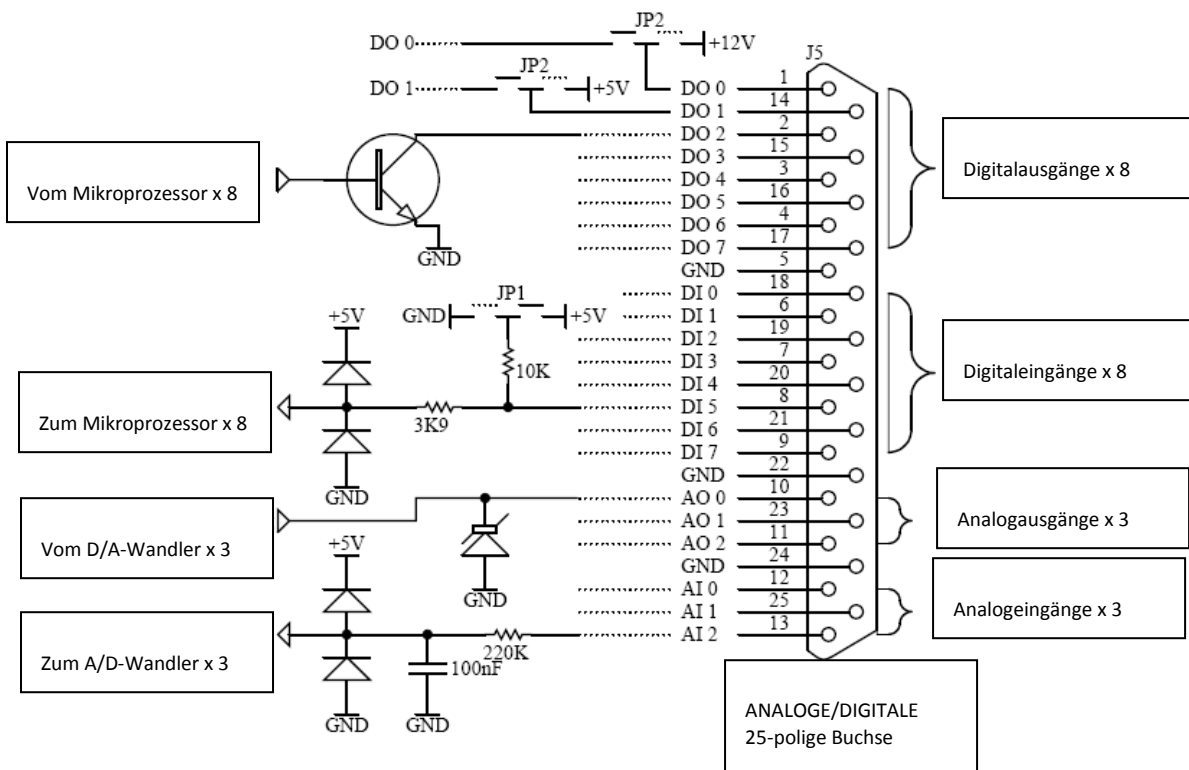 JP2
DO 0
+12V
J5
JP2
DO 1
+5V
DO 0 1
DO 1 14
DO 2 2
DO 3 15
DO 4 3
DO 5 16
DO 6 4
DO 7 17
GND 5
DI 0 18
DI 1 6
DI 2 19
DI 3 7
DI 4 20
DI 5 8
DI 6 21
DI 7 9
GND 22
AO 0 10
AO 1 23
AO 2 11
GND 24
AI 0 12
AI 1 25
AI 2 13
Vom Mikroprozessor x 8
GND
Digitalausgänge x 8
JP1
GND
+5V
+5V
10K
Zum Mikroprozessor x 8
3K9
GND
Digitaleingänge x 8
Vom D/A-Wandler x 3
GND
Analogausgänge x 3
+5V
Zum A/D-Wandler x 3
220K
100nF
GND
GND
Analogeingänge x 3
ANALOGE/DIGITALE
25-polige Buchse